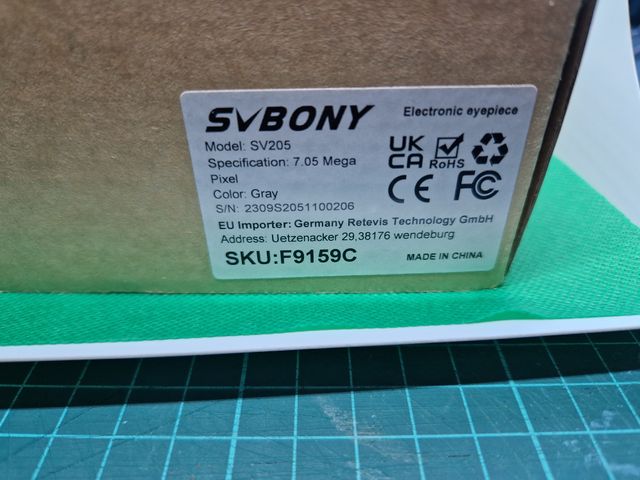 SVBONY
Electronic eyepiece
Model: SV205
Specification: 7.05 Mega
Pixel
Color: Gray
S/N: 2309S2051100206
UK
CA
RoHS
CE FC
EU Importer: Germany Retevis Technology GmbH
Address: Uetzenacker 29,38176 wendeburg
SKU:F9159C
MADE IN CHINA